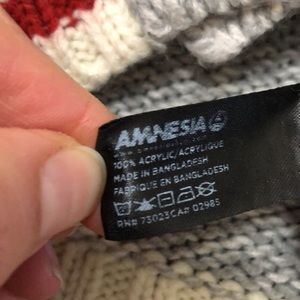 AMNESIA
100% ACRYLIC/ACRYLIQUE
MADE IN BANGLADESH
FABRIQUE EN BANGLADESH
RN# 73023CA# 02985